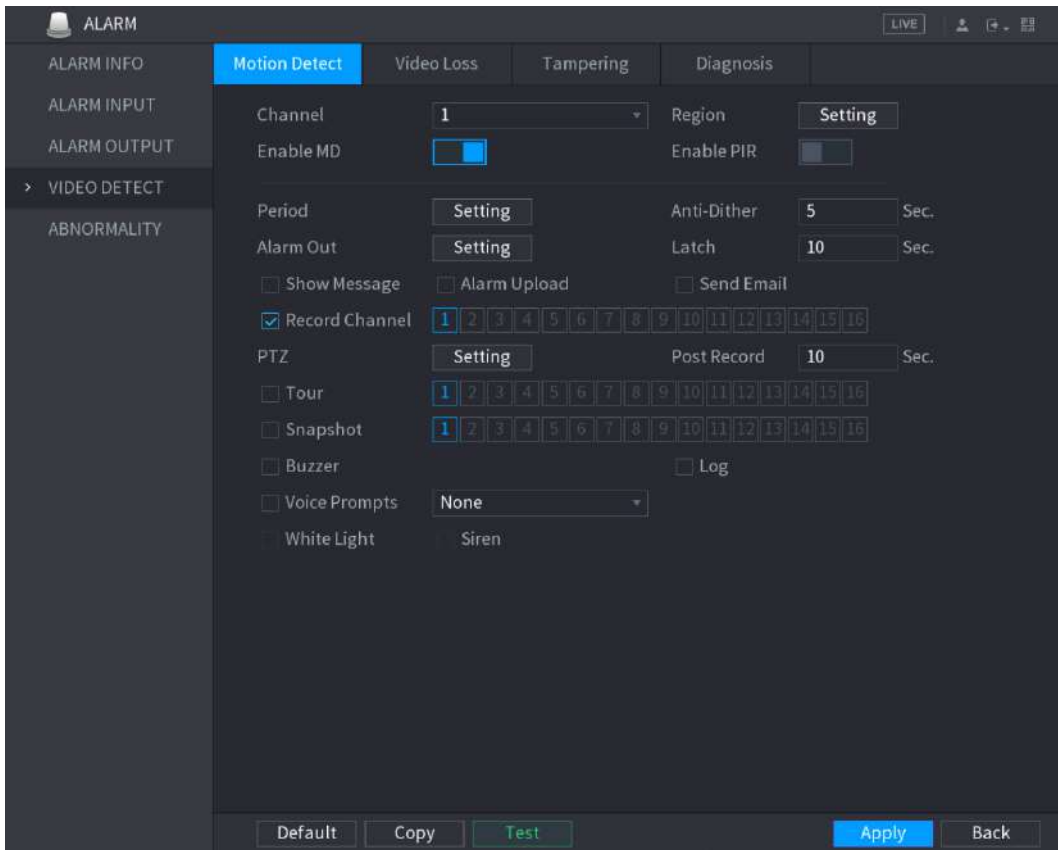 ALARM
LIVE
ALARM INFO
ALARM INPUT
ALARM OUTPUT
> VIDEO DETECT
ABNORMALITY
Motion Detect Video Loss Tampering Diagnosis
Channel 1 Region Setting
Enable MD Enable PIR
Period Setting Anti-Dither 5 Sec.
Alarm Out Setting Latch 10 Sec.
Show Message Alarm Upload Send Email
Record Channel 1 2 3 4 5 6 7 8 9 10 11 12 13 14 15 16
PTZ Setting Post Record 10 Sec.
Tour 1 2 3 4 5 6 7 8 9 10 11 12 13 14 15 16
Snapshot 1 2 3 4 5 6 7 8 9 10 11 12 13 14 15 16
Buzzer Log
Voice Prompts None
White Light Siren
Default Copy Test Apply Back